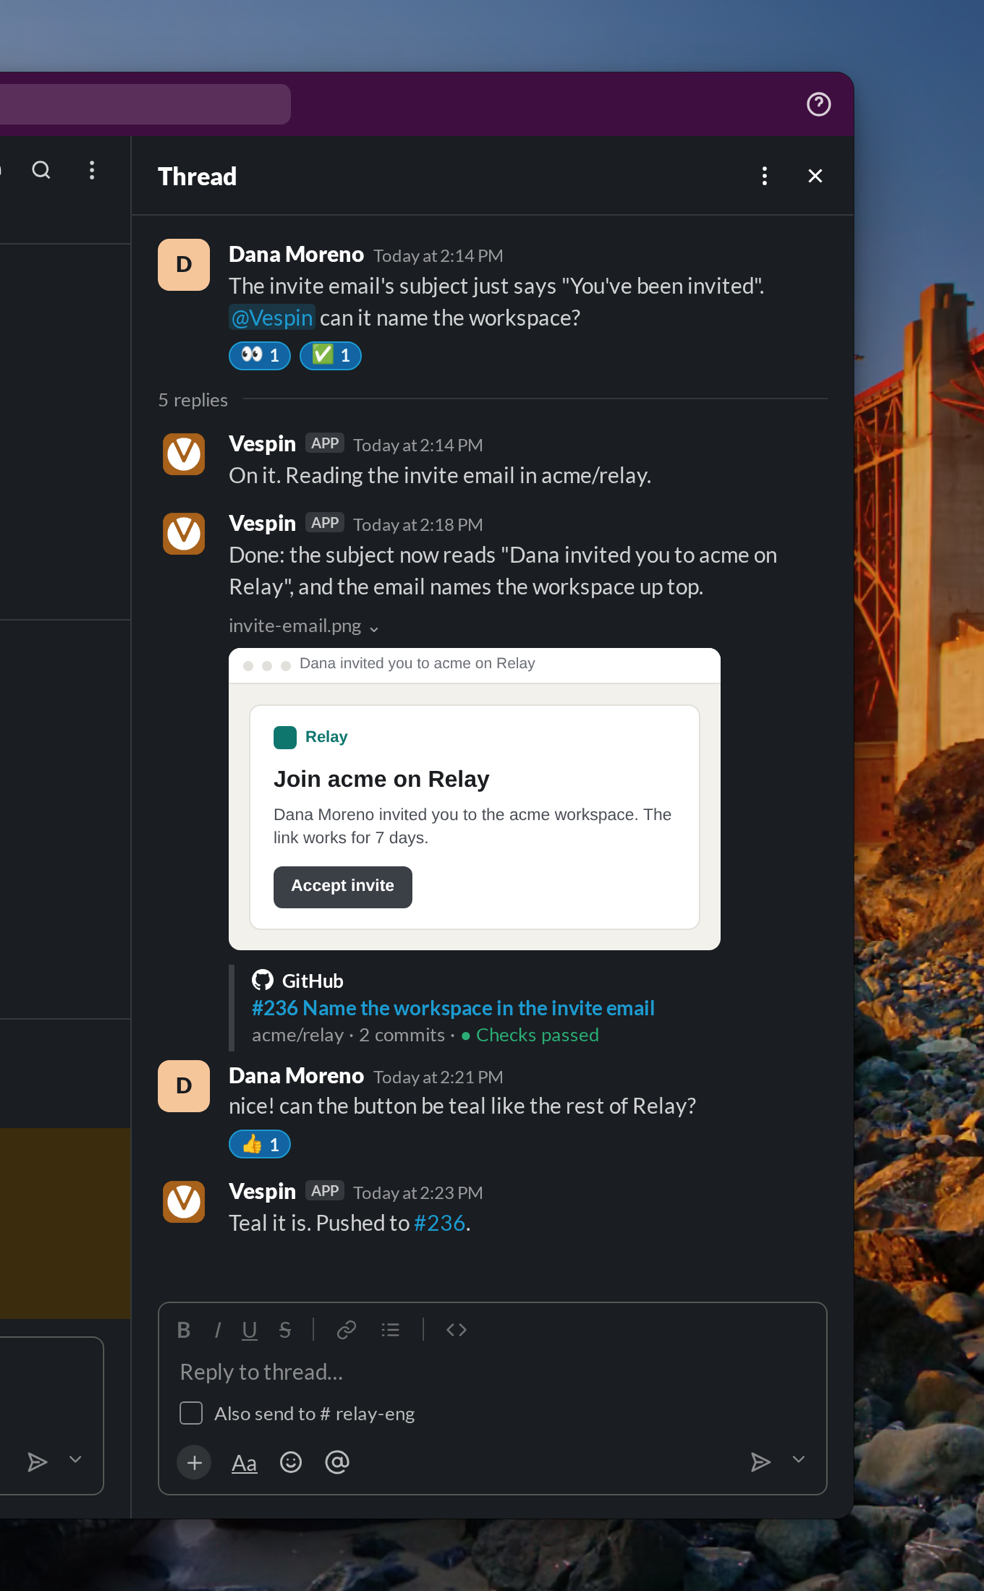 Thread
D
Dana Moreno Today at 2:14 PM
The invite email's subject just says "You've been invited".
@Vespin can it name the workspace?
👀 1 ✅ 1
5 replies
V
Vespin APP Today at 2:14 PM
On it. Reading the invite email in acme/relay.
V
Vespin APP Today at 2:18 PM
Done: the subject now reads "Dana invited you to acme on
Relay", and the email names the workspace up top.
invite-email.png
Dana invited you to acme on Relay
Relay
Join acme on Relay
Dana Moreno invited you to the acme workspace. The
link works for 7 days.
Accept invite
GitHub
#236 Name the workspace in the invite email
acme/relay · 2 commits · ● Checks passed
D
Dana Moreno Today at 2:21 PM
nice! can the button be teal like the rest of Relay?
👍 1
V
Vespin APP Today at 2:23 PM
Teal it is. Pushed to #236.
B I U S
Reply to thread...
Also send to # relay-eng
Aa